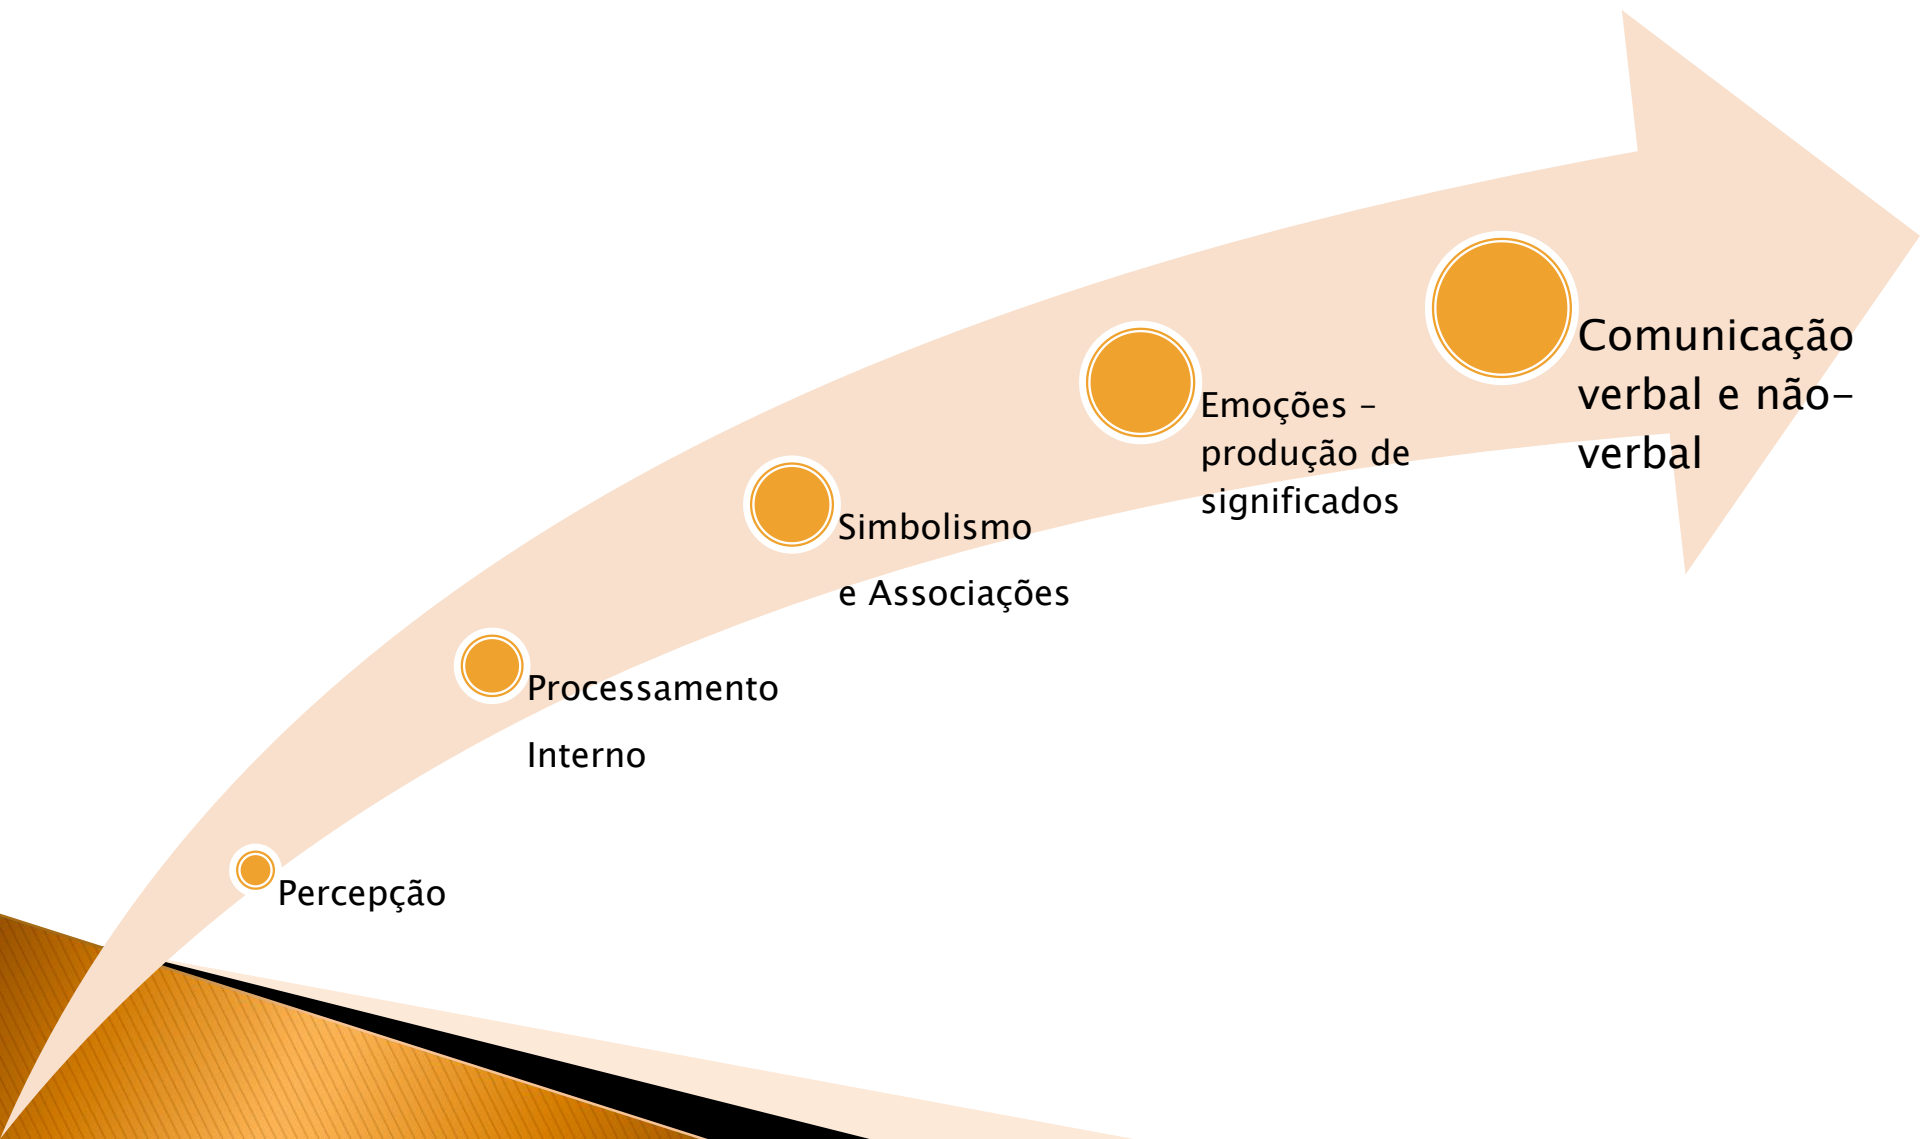 Percepção
Processamento
Interno
Simbolismo
e Associações
Emoções –
produção de
significados
Comunicação
verbal e não-
verbal